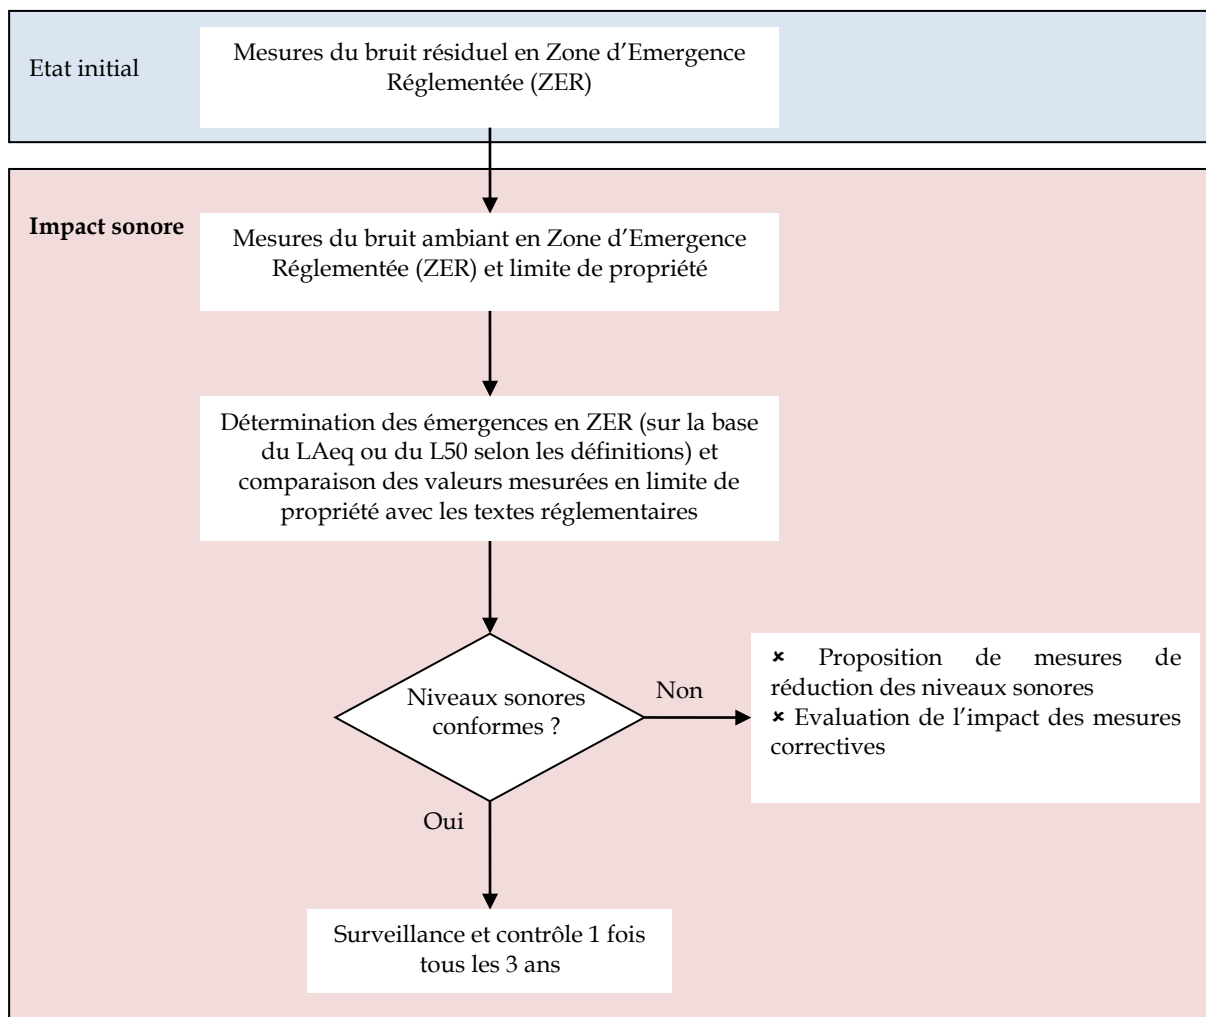 Etat initial
Mesures du bruit résiduel en Zone d’Emergence
Réglementée (ZER)
Impact sonore
Mesures du bruit ambiant en Zone d’Emergence
Réglementée (ZER) et limite de propriété
Détermination des émergences en ZER (sur la base
du LAeq ou du L50 selon les définitions) et
comparaison des valeurs mesurées en limite de
propriété avec les textes réglementaires
Niveaux sonores
conformes ?
Non
× Proposition de mesures de
réduction des niveaux sonores
× Evaluation de l’impact des mesures
correctives
Oui
Surveillance et contrôle 1 fois
tous les 3 ans